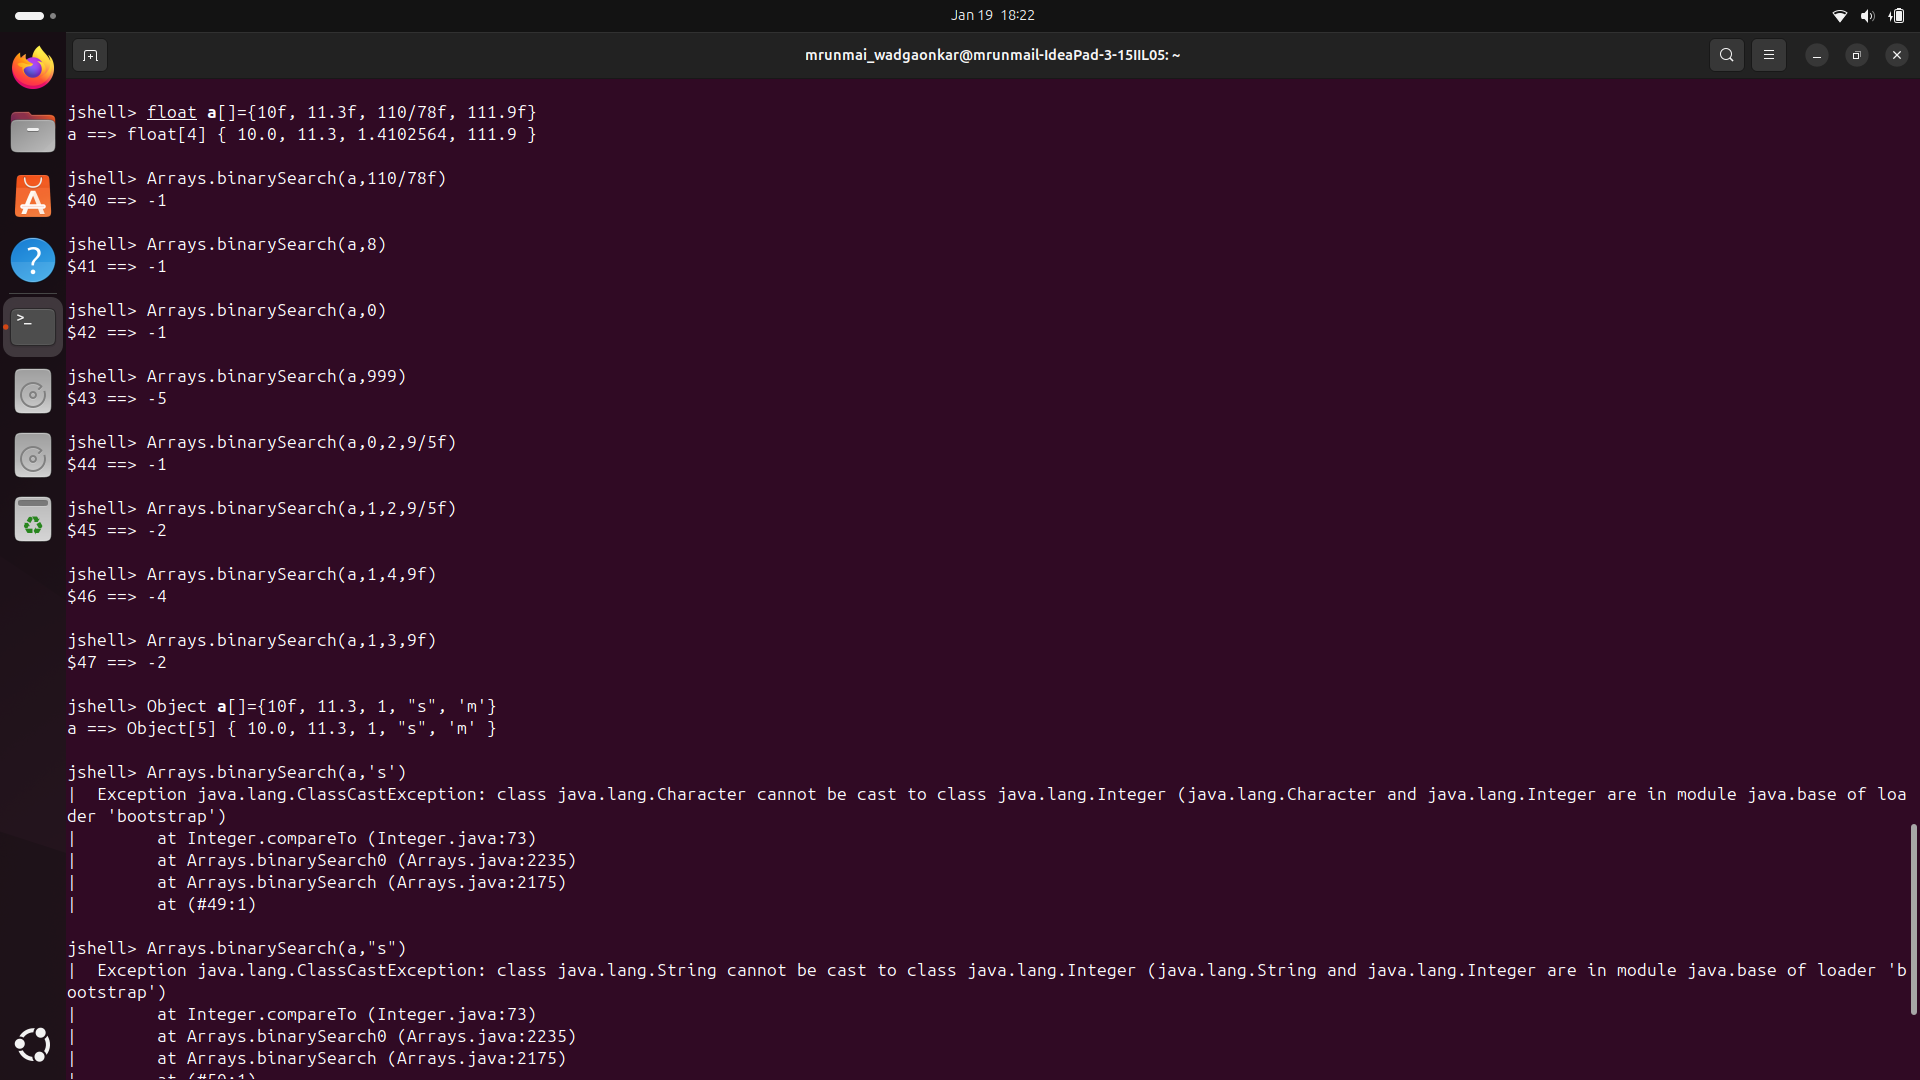 Jan 19 18:22
mrunmai_wadgaonkar@mrunmail-IdeaPad-3-15IIL05: ~
jshell> float a[]={10f, 11.3f, 110/78f, 111.9f}
a ==> float[4] { 10.0, 11.3, 1.4102564, 111.9 }
jshell> Arrays.binarySearch(a,110/78f)
$40 ==> -1
jshell> Arrays.binarySearch(a,8)
$41 ==> -1
jshell> Arrays.binarySearch(a,0)
$42 ==> -1
jshell> Arrays.binarySearch(a,999)
$43 ==> -5
jshell> Arrays.binarySearch(a,0,2,9/5f)
$44 ==> -1
jshell> Arrays.binarySearch(a,1,2,9/5f)
$45 ==> -2
jshell> Arrays.binarySearch(a,1,4,9f)
$46 ==> -4
jshell> Arrays.binarySearch(a,1,3,9f)
$47 ==> -2
jshell> Object a[]={10f, 11.3, 1, "s", 'm'}
a ==> Object[5] { 10.0, 11.3, 1, "s", 'm' }
jshell> Arrays.binarySearch(a,'s')
|  Exception java.lang.ClassCastException: class java.lang.Character cannot be cast to class java.lang.Integer (java.lang.Character and java.lang.Integer are in module java.base of loa
der 'bootstrap')
|        at Integer.compareTo (Integer.java:73)
|        at Arrays.binarySearch0 (Arrays.java:2235)
|        at Arrays.binarySearch (Arrays.java:2175)
|        at (#49:1)
jshell> Arrays.binarySearch(a,"s")
|  Exception java.lang.ClassCastException: class java.lang.String cannot be cast to class java.lang.Integer (java.lang.String and java.lang.Integer are in module java.base of loader 'b
ootstrap')
|        at Integer.compareTo (Integer.java:73)
|        at Arrays.binarySearch0 (Arrays.java:2235)
|        at Arrays.binarySearch (Arrays.java:2175)
|        at (#50:1)